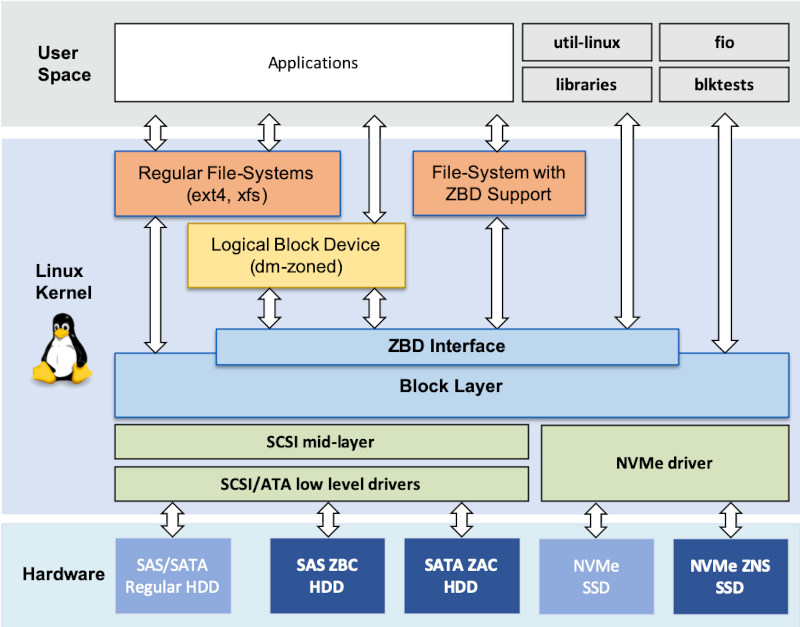 User
Space
Applications
util-linux
fio
libraries
blktests
Regular File-Systems
(ext4, xfs)
File-System with
ZBD Support
Logical Block Device
(dm-zoned)
Linux
Kernel
ZBD Interface
Block Layer
SCSI mid-layer
SCSI/ATA low level drivers
NVMe driver
Hardware
SAS/SATA
Regular HDD
SAS ZBC
HDD
SATA ZAC
HDD
NVMe
SSD
NVMe ZNS
SSD